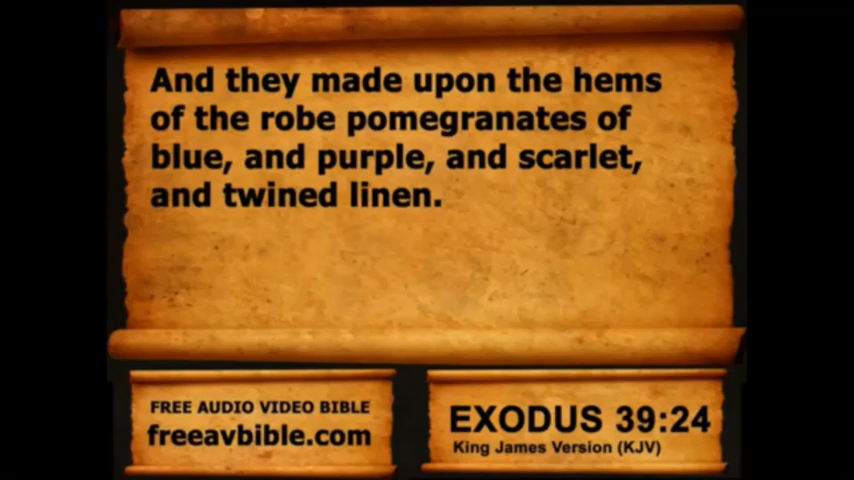 And they made upon the hems
of the robe pomegranates of
blue, and purple, and scarlet,
and twined linen.
FREE AUDIO VIDEO BIBLE
freeavbible.com
EXODUS 39:24
King James Version (KJV)